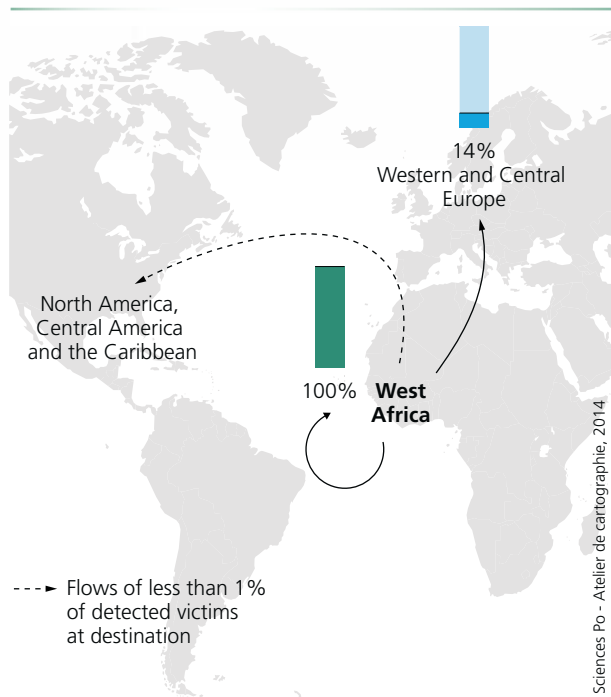 14%
Western and Central
Europe
North America,
Central America
and the Caribbean
100%
West
Africa
Flows of less than 1%
of detected victims
at destination
Sciences Po - Atelier de cartographie, 2014